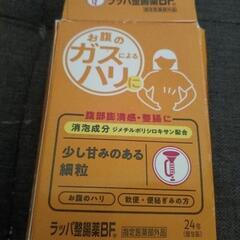 ラッパ整腸薬BF
指定医薬部外品
お腹の
ガスによる
ハリに
腹部膨満感・整腸に
消泡成分 ジメチルポリシロキサン配合
少し甘みのある
細粒
お腹のハリ
軟便・便秘ぎみの方
ラッパ整腸薬BF®
指定医薬部外品
24包